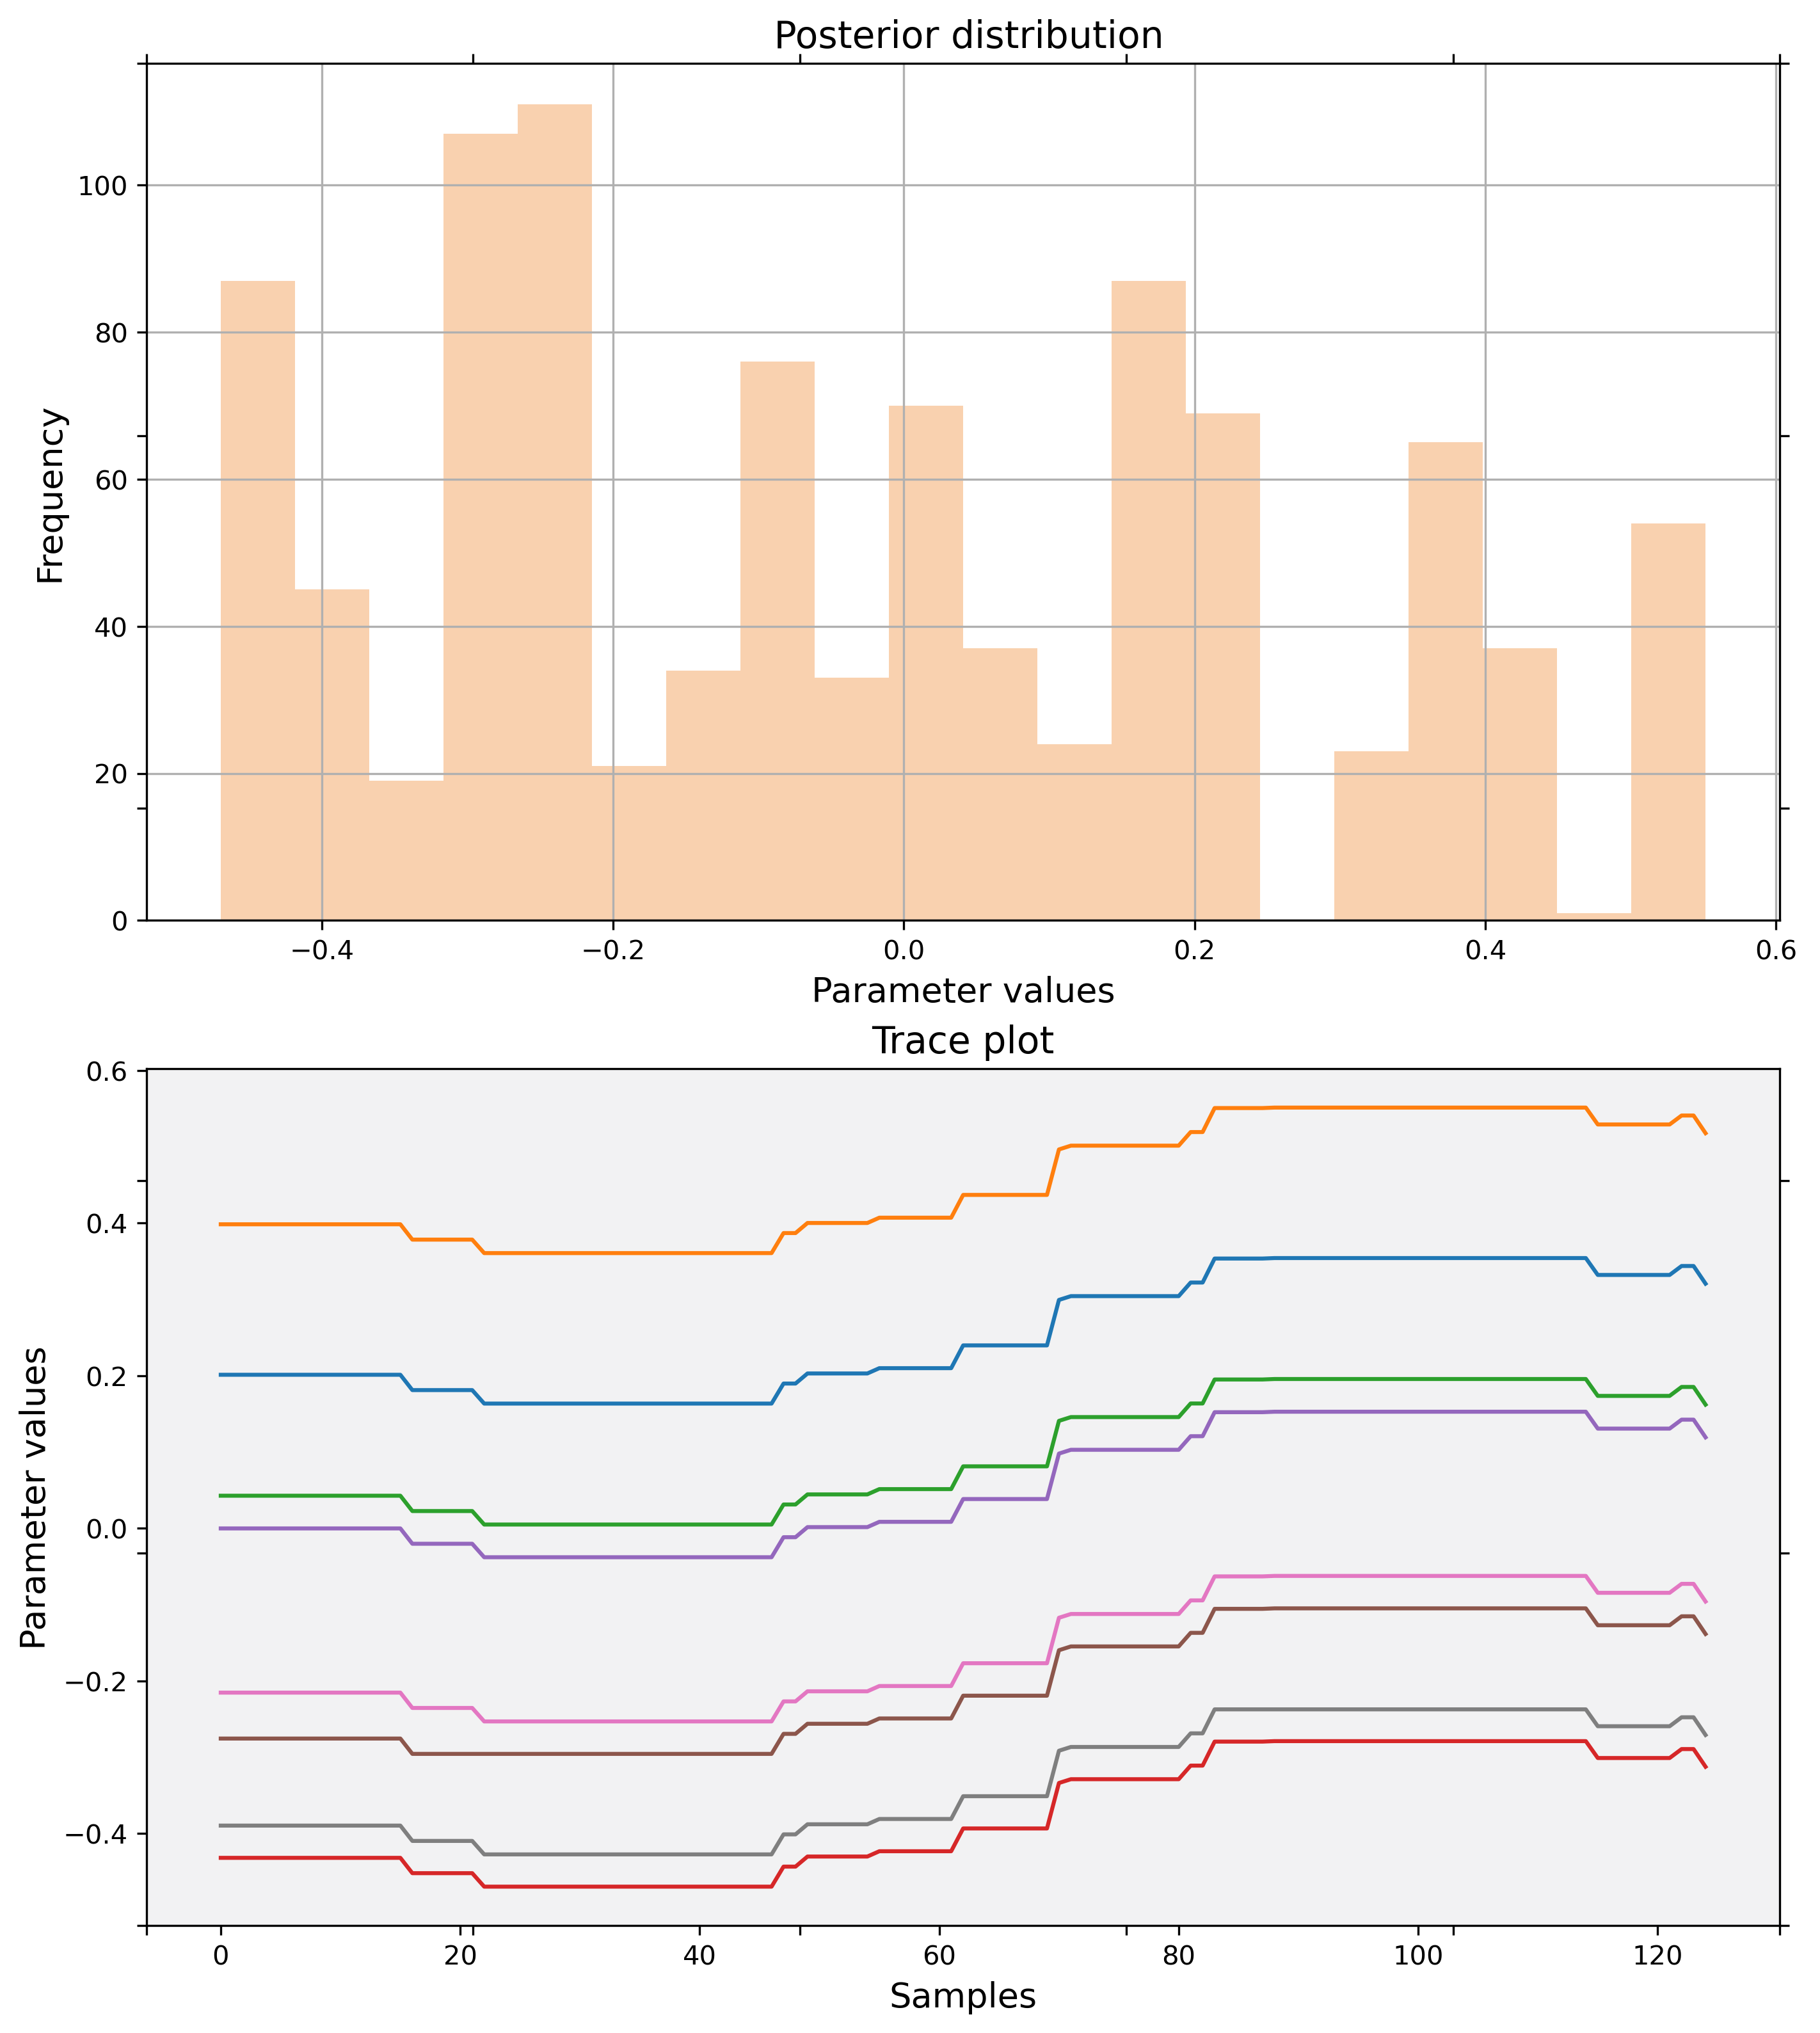 Posterior distribution
Frequency
100
80
60
40
20
0
−0.4 −0.2 0.0 0.2 0.4 0.6
Parameter values
Trace plot
Parameter values
0.6
0.4
0.2
0.0
−0.2
−0.4
0 20 40 60 80 100 120
Samples